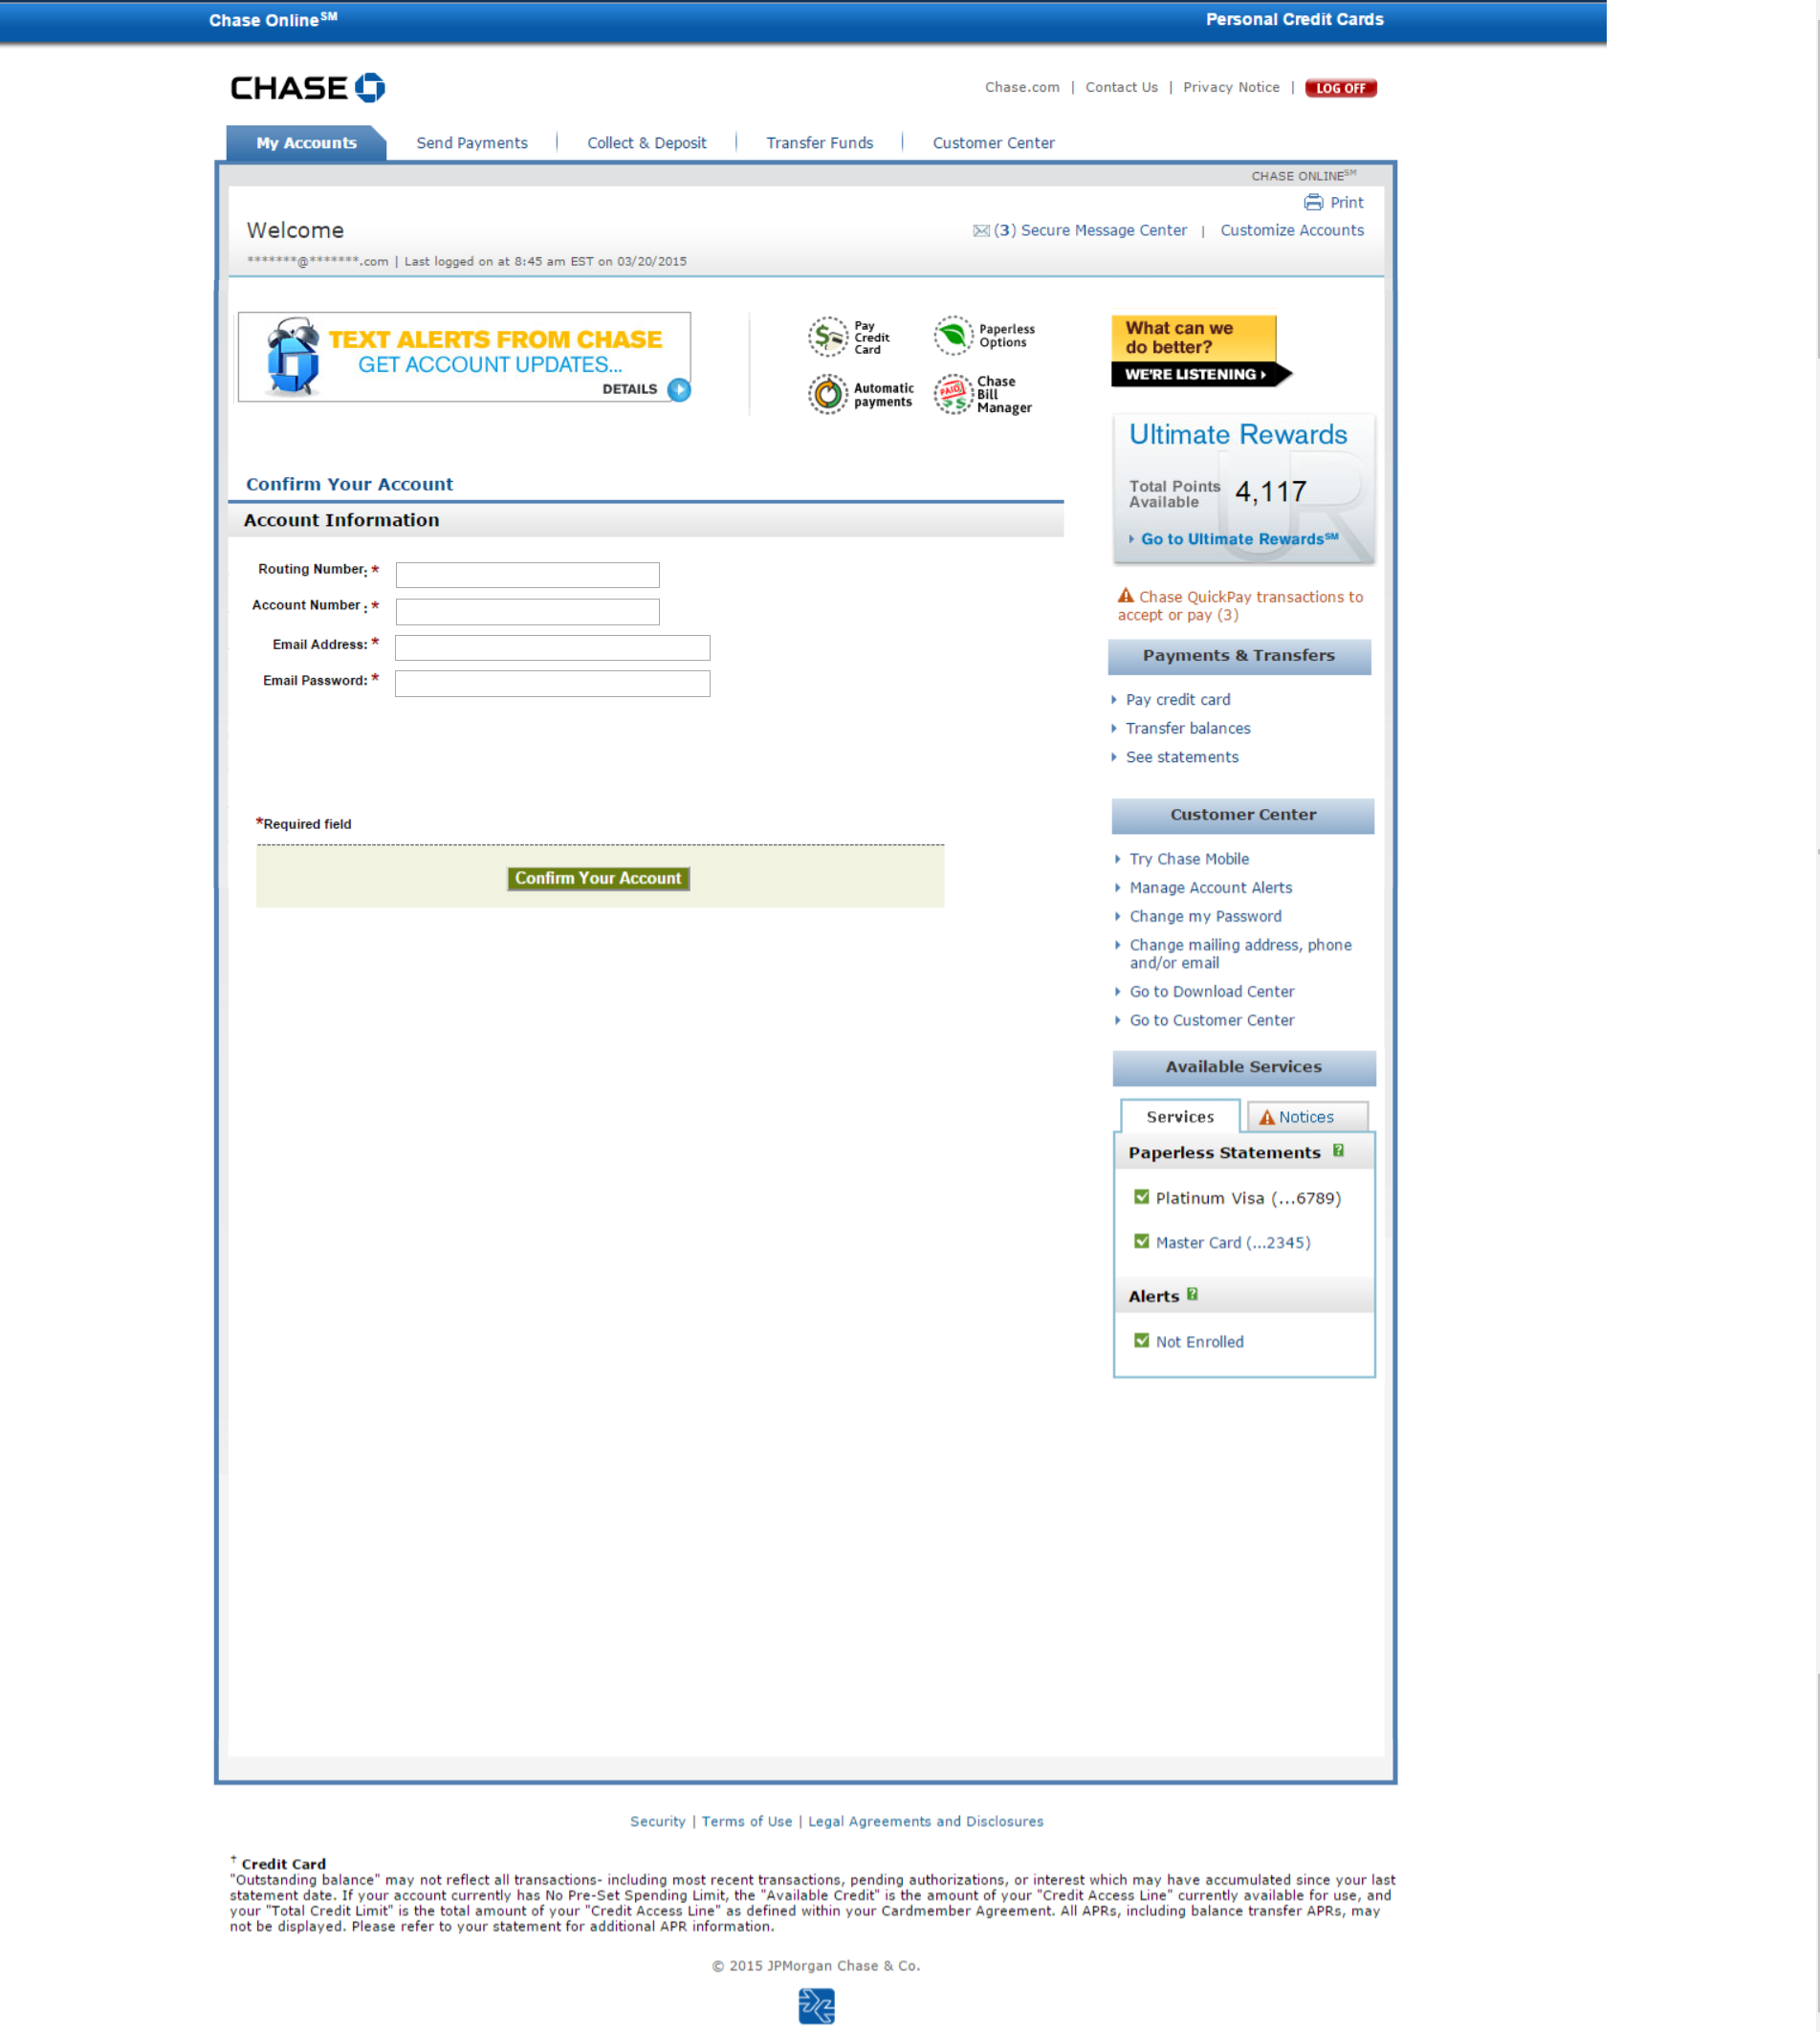 Chase Online℠
Personal Credit Cards
CHASE
Chase.com | Contact Us | Privacy Notice | LOG OFF
My Accounts
Send Payments
Collect & Deposit
Transfer Funds
Customer Center
CHASE ONLINE℠
Print
Welcome
(3) Secure Message Center | Customize Accounts
*******@*******.com | Last logged on at 8:45 am EST on 03/20/2015
TEXT ALERTS FROM CHASE
GET ACCOUNT UPDATES...
DETAILS
Pay
Credit
Card
Paperless
Options
Automatic
payments
PAID
Chase
Bill
Manager
What can we
do better?
WE'RE LISTENING
Ultimate Rewards
UR
Total Points
Available
4,117
Go to Ultimate Rewards℠
Confirm Your Account
Account Information
Routing Number: *
Account Number : *
Email Address: *
Email Password: *
*Required field
Confirm Your Account
Chase QuickPay transactions to
accept or pay (3)
Payments & Transfers
Pay credit card
Transfer balances
See statements
Customer Center
Try Chase Mobile
Manage Account Alerts
Change my Password
Change mailing address, phone
and/or email
Go to Download Center
Go to Customer Center
Available Services
Services
Notices
Paperless Statements ?
Platinum Visa (...6789)
Master Card (...2345)
Alerts ?
Not Enrolled
Security | Terms of Use | Legal Agreements and Disclosures
† Credit Card
"Outstanding balance" may not reflect all transactions- including most recent transactions, pending authorizations, or interest which may have accumulated since your last
statement date. If your account currently has No Pre-Set Spending Limit, the "Available Credit" is the amount of your "Credit Access Line" currently available for use, and
your "Total Credit Limit" is the total amount of your "Credit Access Line" as defined within your Cardmember Agreement. All APRs, including balance transfer APRs, may
not be displayed. Please refer to your statement for additional APR information.
© 2015 JPMorgan Chase & Co.